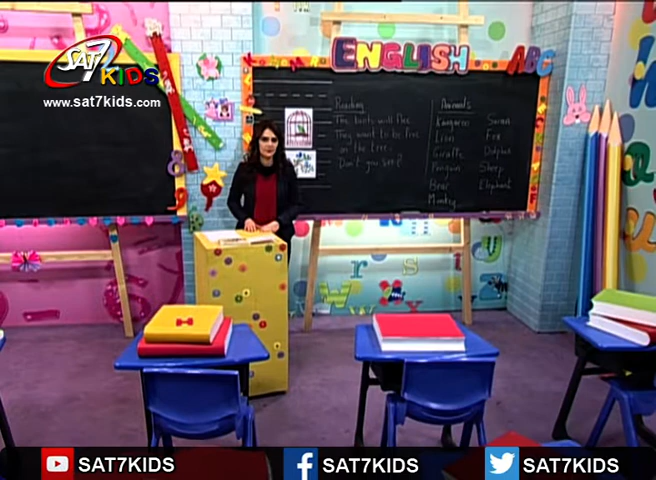 SAT7 KIDS
www.sat7kids.com
ENGLISH
ABC
Reading
The birds will flee
They want to be free
on the tree.
Don't you see?
Animals
Kangaroo
Lion
Giraffe
Penguin
Bear
Monkey
Swan
Fox
Dolphin
Sheep
Elephant
SAT7KIDS
SAT7KIDS
SAT7KIDS